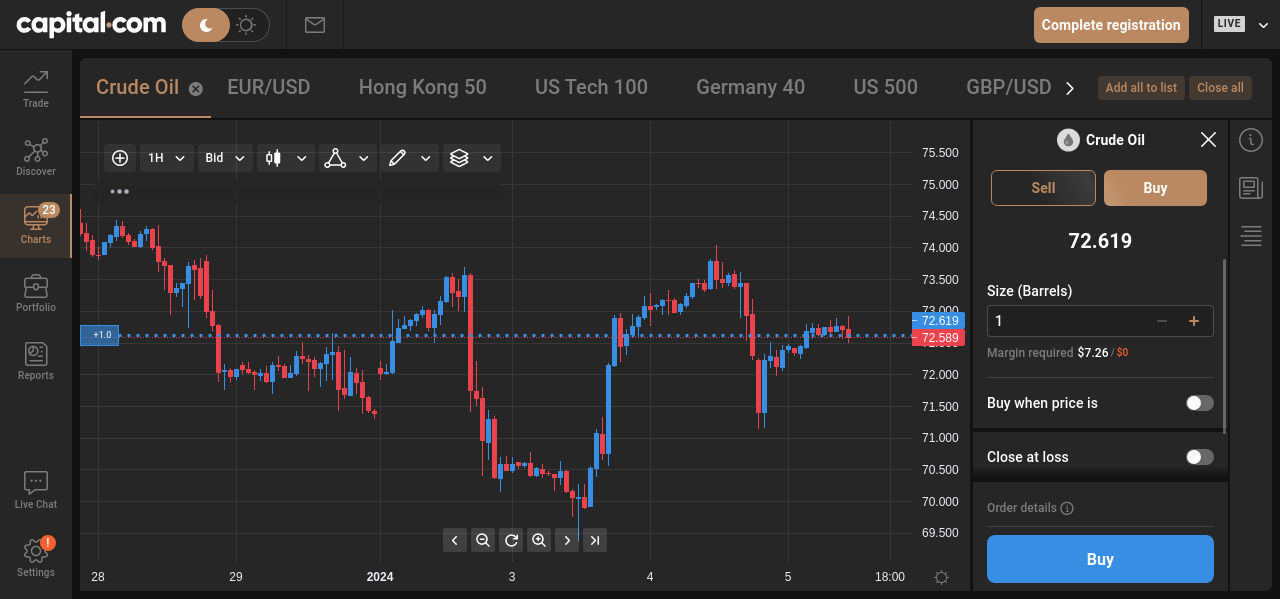 capital.com
Complete registration
LIVE
Trade
Discover
23
Charts
Portfolio
Reports
Live Chat
!
Settings
Crude Oil
EUR/USD
Hong Kong 50
US Tech 100
Germany 40
US 500
GBP/USD
Add all to list
Close all
1H
Bid
+1.0
75.500
75.000
74.500
74.000
73.500
73.000
72.619
72.589
72.000
71.500
71.000
70.500
70.000
69.500
28
29
2024
3
4
5
18:00
Crude Oil
Sell
Buy
72.619
Size (Barrels)
1
Margin required $7.26 / $0
Buy when price is
Close at loss
Order details
Buy